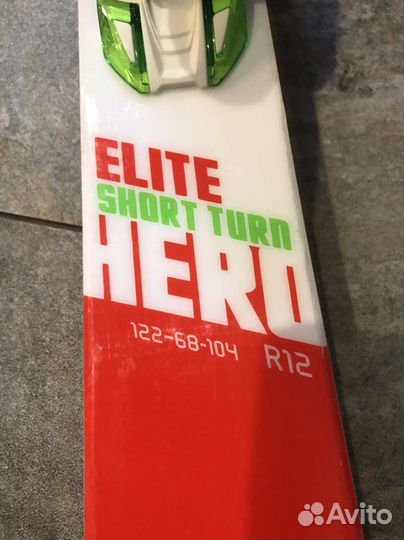 ELITE
SHORT TURN
HERO
122-68-104 R12
Avito